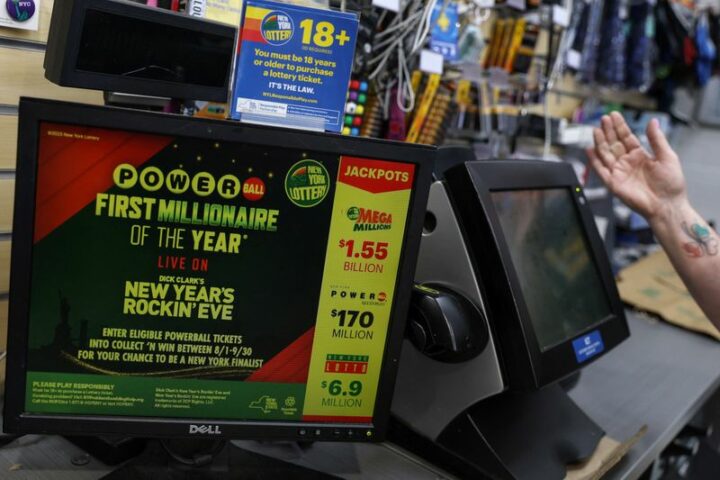 NEW YORK LOTTERY
18+
You must be 18 years
or older to purchase
a lottery ticket.
IT'S THE LAW.
POWERBALL
FIRST MILLIONAIRE
OF THE YEAR
LIVE ON
DICK CLARK'S
NEW YEAR'S
ROCKIN' EVE
ENTER ELIGIBLE POWERBALL TICKETS
INTO COLLECT 'N WIN BETWEEN 8/1-9/30
FOR YOUR CHANCE TO BE A NEW YORK FINALIST
PLEASE PLAY RESPONSIBLY
NEW YORK LOTTERY
JACKPOTS
MEGA MILLIONS
$1.55
BILLION
POWERBALL
$170
MILLION
NEW YORK
LOTTO
$6.9
MILLION
DELL